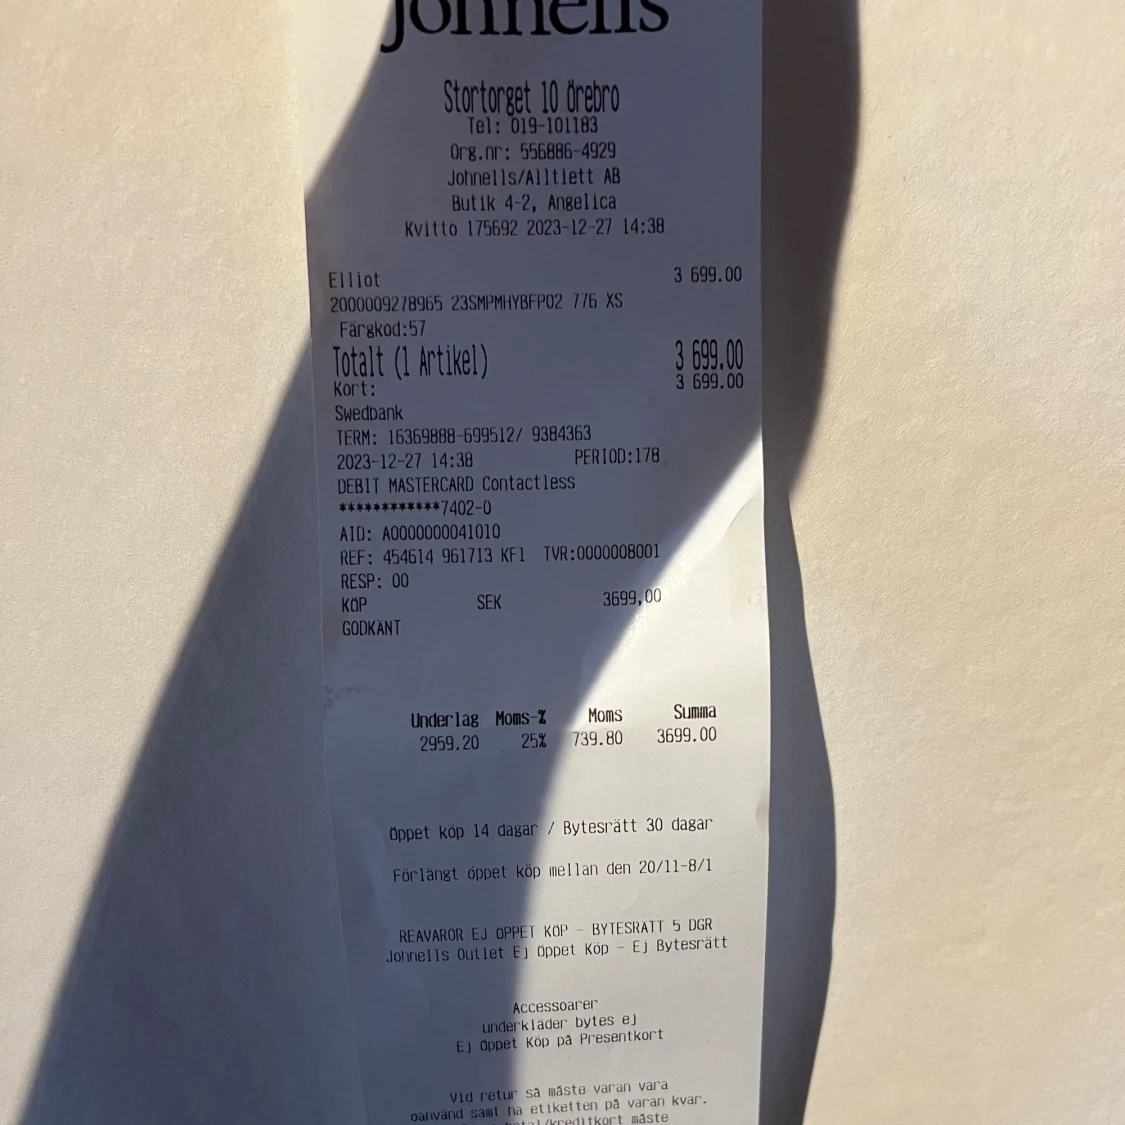 Johnells
Stortorget 10 Örebro
Tel: 019-101183
Org.nr: 556886-4929
Johnells/Alltiett AB
Butik 4-2, Angelica
Kvitto 175692 2023-12-27 14:38
Elliot 3 699.00
2000009278965 23SMPMHYBFP02 776 XS
Färgkod:57
Totalt (1 Artikel) 3 699.00
Kort: 3 699.00
Swedbank
TERM: 16369888-699512/ 9384363
2023-12-27 14:38 PERIOD:178
DEBIT MASTERCARD Contactless
************7402-0
AID: A0000000041010
REF: 454614 961713 KF1 TVR:0000008001
RESP: 00
KÖP SEK 3699,00
GODKÄNT
Underlag Moms-% Moms Summa
2959.20 25% 739.80 3699.00
Öppet köp 14 dagar / Bytesrätt 30 dagar
Förlängt öppet köp mellan den 20/11-8/1
REAVAROR EJ ÖPPET KÖP - BYTESRÄTT 5 DGR
Johnells Outlet Ej Öppet Köp - Ej Bytesrätt
Accessoarer
underkläder bytes ej
Ej Öppet Köp på Presentkort
Vid retur så måste varan vara
oanvänd samt ha etiketten på varan kvar.
/kreditkort måste